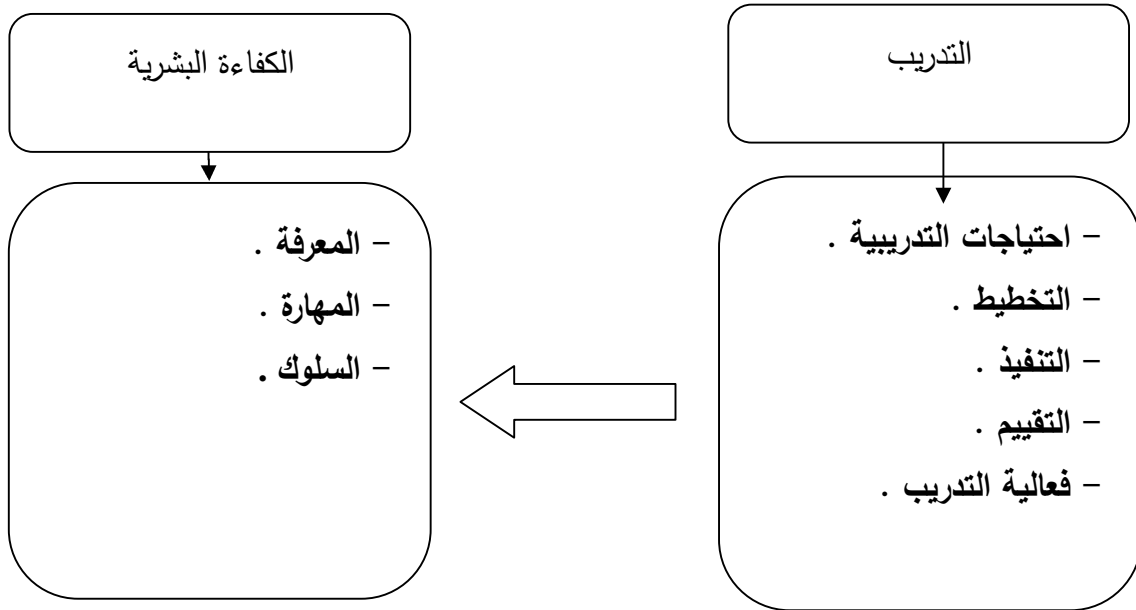 التدريب
- احتياجات التدريبية .
- التخطيط .
- التنفيذ .
- التقييم .
- فعالية التدريب .
الكفاءة البشرية
- المعرفة .
- المهارة .
- السلوك .